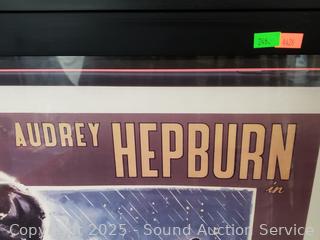 AUDREY HEPBURN
in
Copyright 2025 - Sound Auction Service